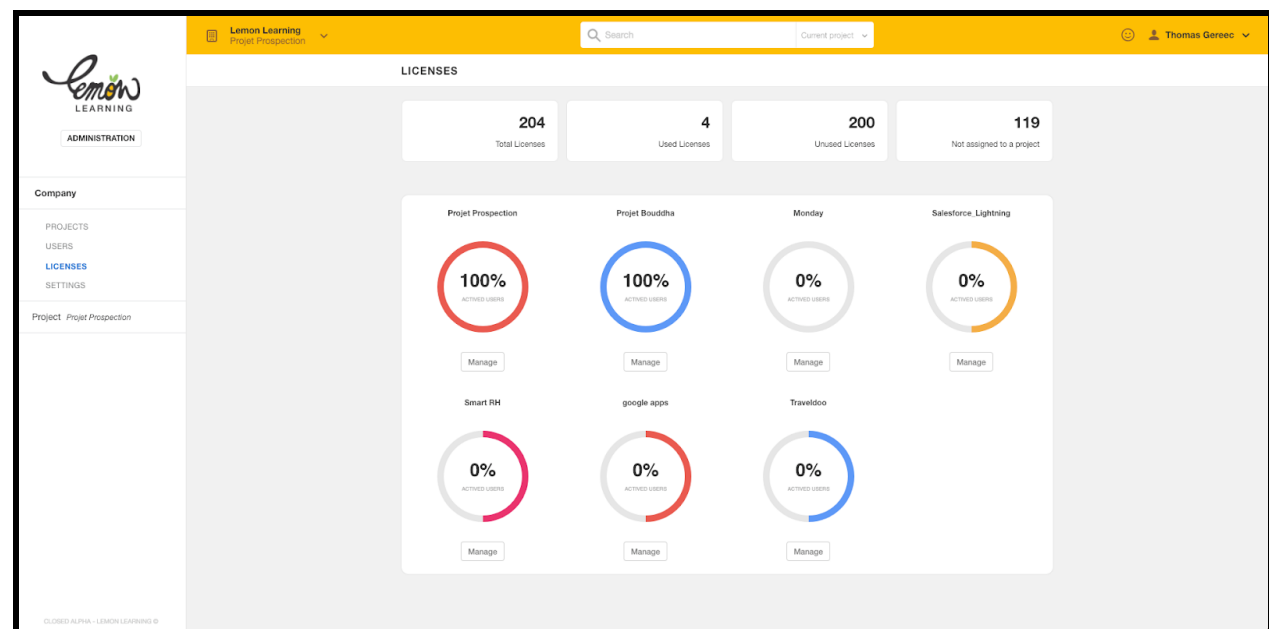 Lemon Learning
Projet Prospection
Search
Current project
Thomas Gereec
Lemon
LEARNING
ADMINISTRATION
Company
PROJECTS
USERS
LICENSES
SETTINGS
Project Projet Prospection
CLOSED ALPHA - LEMON LEARNING ©
LICENSES
204
Total Licenses
4
Used Licenses
200
Unused Licenses
119
Not assigned to a project
Projet Prospection
100%
ACTIVED USERS
Manage
Projet Bouddha
100%
ACTIVED USERS
Manage
Monday
0%
ACTIVED USERS
Manage
Salesforce_Lightning
0%
ACTIVED USERS
Manage
Smart RH
0%
ACTIVED USERS
Manage
google apps
0%
ACTIVED USERS
Manage
Traveldoo
0%
ACTIVED USERS
Manage